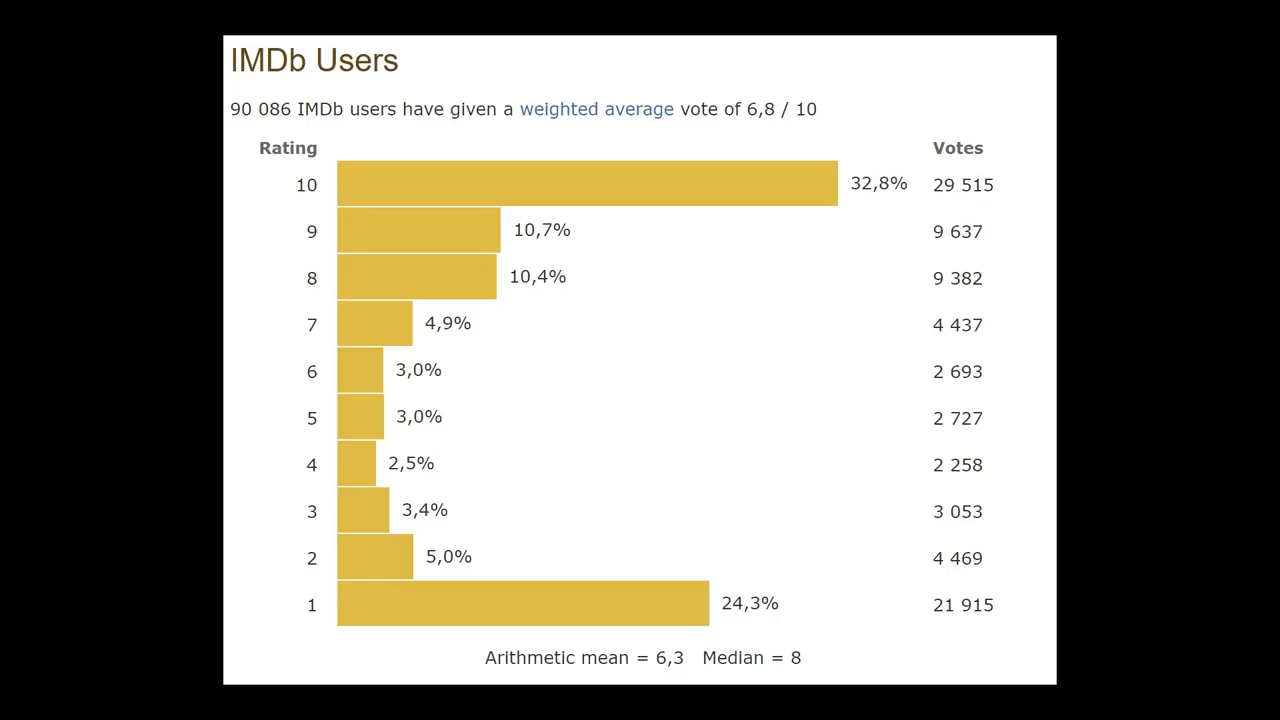 IMDb Users
90 086 IMDb users have given a weighted average vote of 6,8 / 10
Rating Votes
10 32,8% 29 515
9 10,7% 9 637
8 10,4% 9 382
7 4,9% 4 437
6 3,0% 2 693
5 3,0% 2 727
4 2,5% 2 258
3 3,4% 3 053
2 5,0% 4 469
1 24,3% 21 915
Arithmetic mean = 6,3 Median = 8